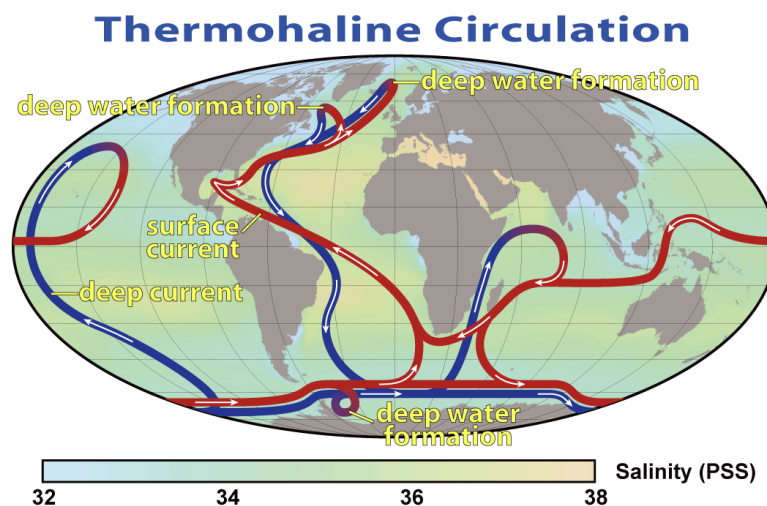 Thermohaline Circulation
deep water formation
deep water formation
surface
current
deep current
deep water
formation
Salinity (PSS)
32 34 36 38